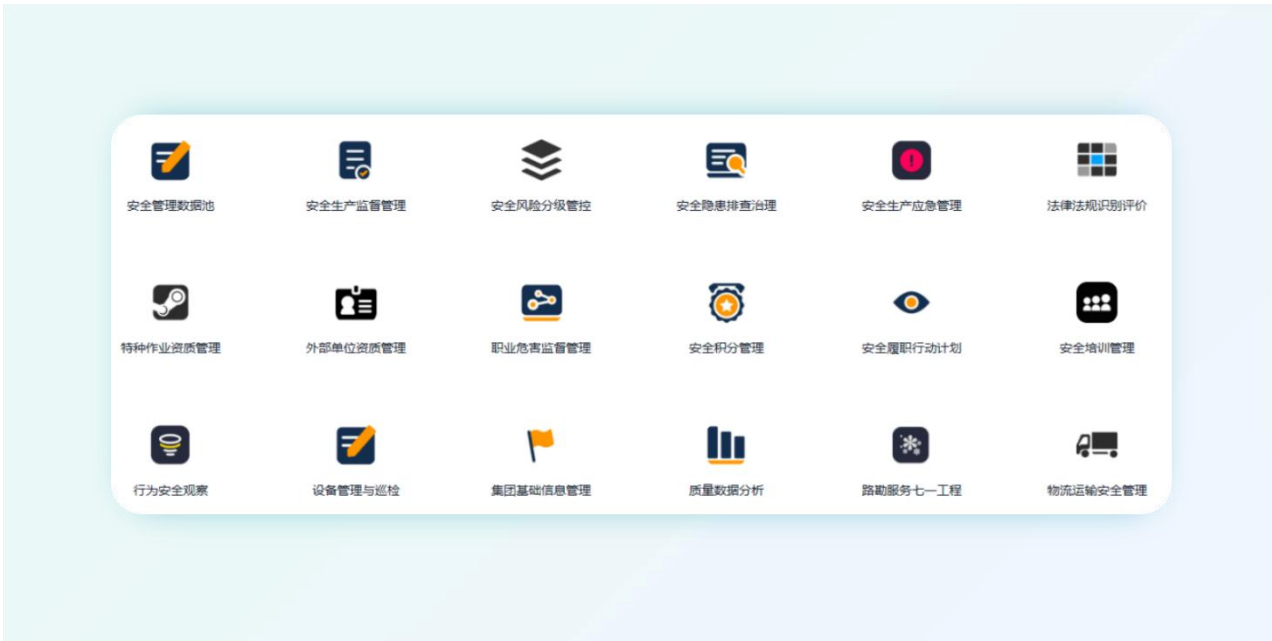 安全管理数据池
安全生产监督管理
安全风险分级管控
安全隐患排查治理
安全生产应急管理
法律法规识别评价
特种作业资质管理
外部单位资质管理
职业危害监督管理
安全积分管理
安全履职行动计划
安全培训管理
行为安全观察
设备管理与巡检
集团基础信息管理
质量数据分析
路勘服务七一工程
物流运输安全管理